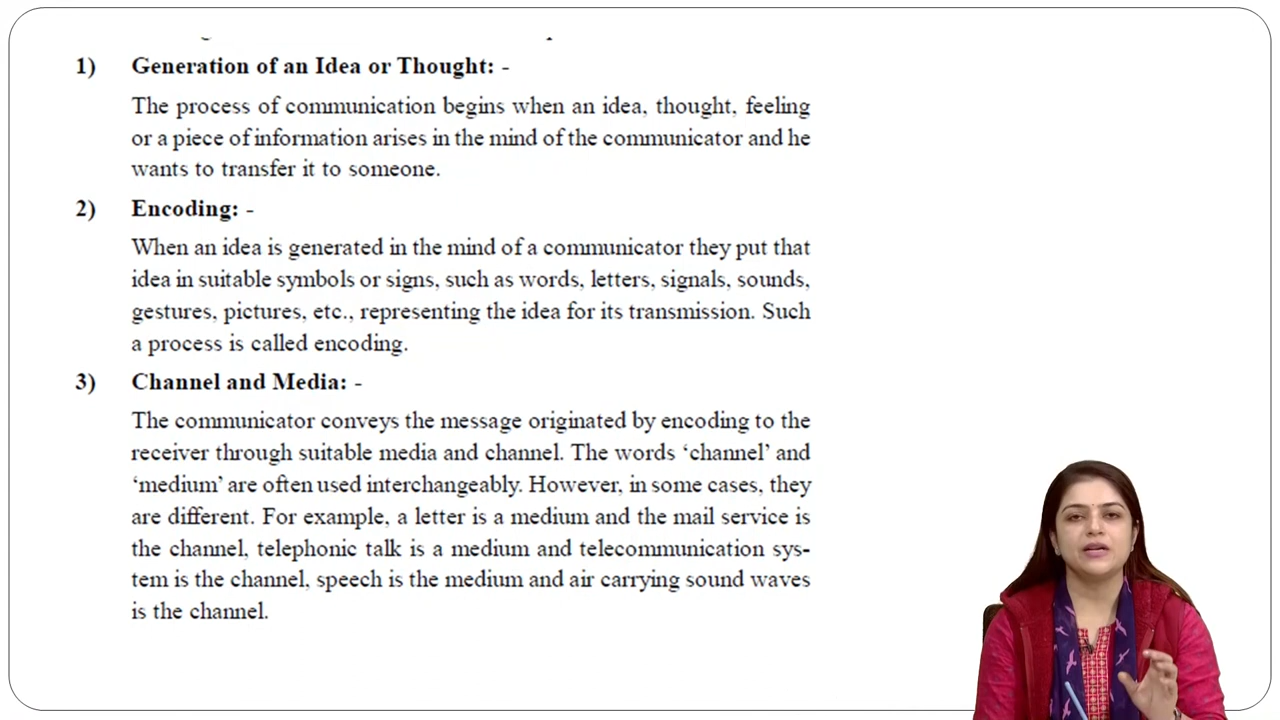 1) Generation of an Idea or Thought: -
The process of communication begins when an idea, thought, feeling
or a piece of information arises in the mind of the communicator and he
wants to transfer it to someone.
2) Encoding: -
When an idea is generated in the mind of a communicator they put that
idea in suitable symbols or signs, such as words, letters, signals, sounds,
gestures, pictures, etc., representing the idea for its transmission. Such
a process is called encoding.
3) Channel and Media: -
The communicator conveys the message originated by encoding to the
receiver through suitable media and channel. The words ‘channel’ and
‘medium’ are often used interchangeably. However, in some cases, they
are different. For example, a letter is a medium and the mail service is
the channel, telephonic talk is a medium and telecommunication sys-
tem is the channel, speech is the medium and air carrying sound waves
is the channel.